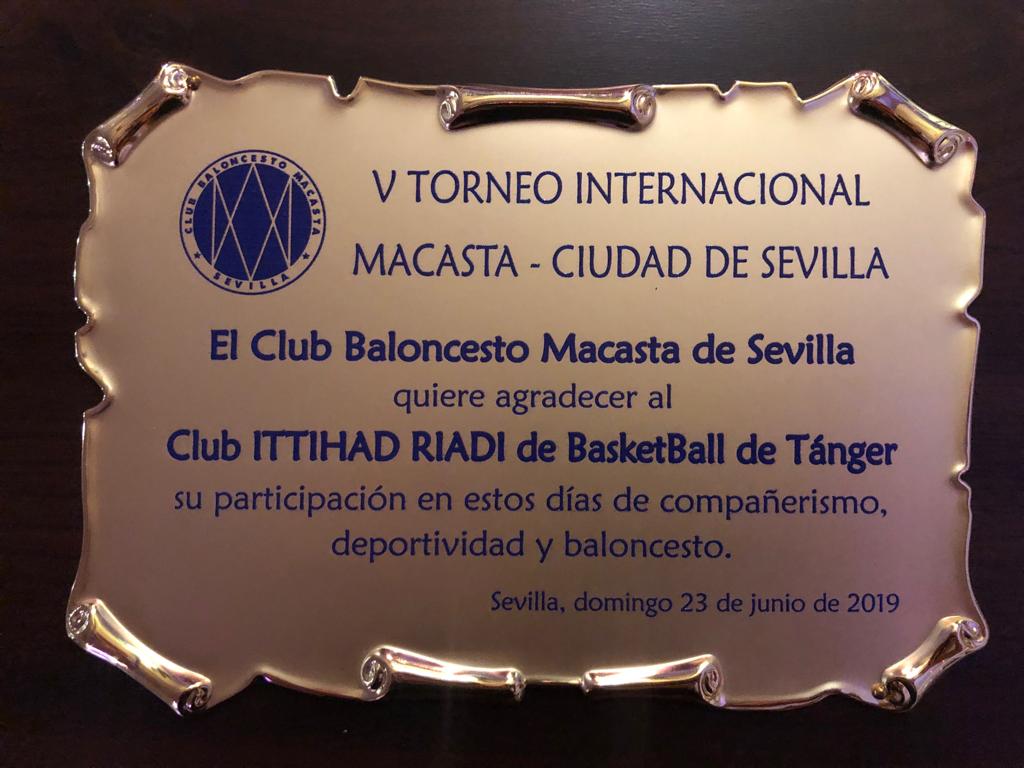 CLUB BALONCESTO MACASTA
★ SEVILLA ★
V TORNEO INTERNACIONAL
MACASTA - CIUDAD DE SEVILLA
El Club Baloncesto Macasta de Sevilla
quiere agradecer al
Club ITTIHAD RIADI de BasketBall de Tánger
su participación en estos días de compañerismo,
deportividad y baloncesto.
Sevilla, domingo 23 de junio de 2019